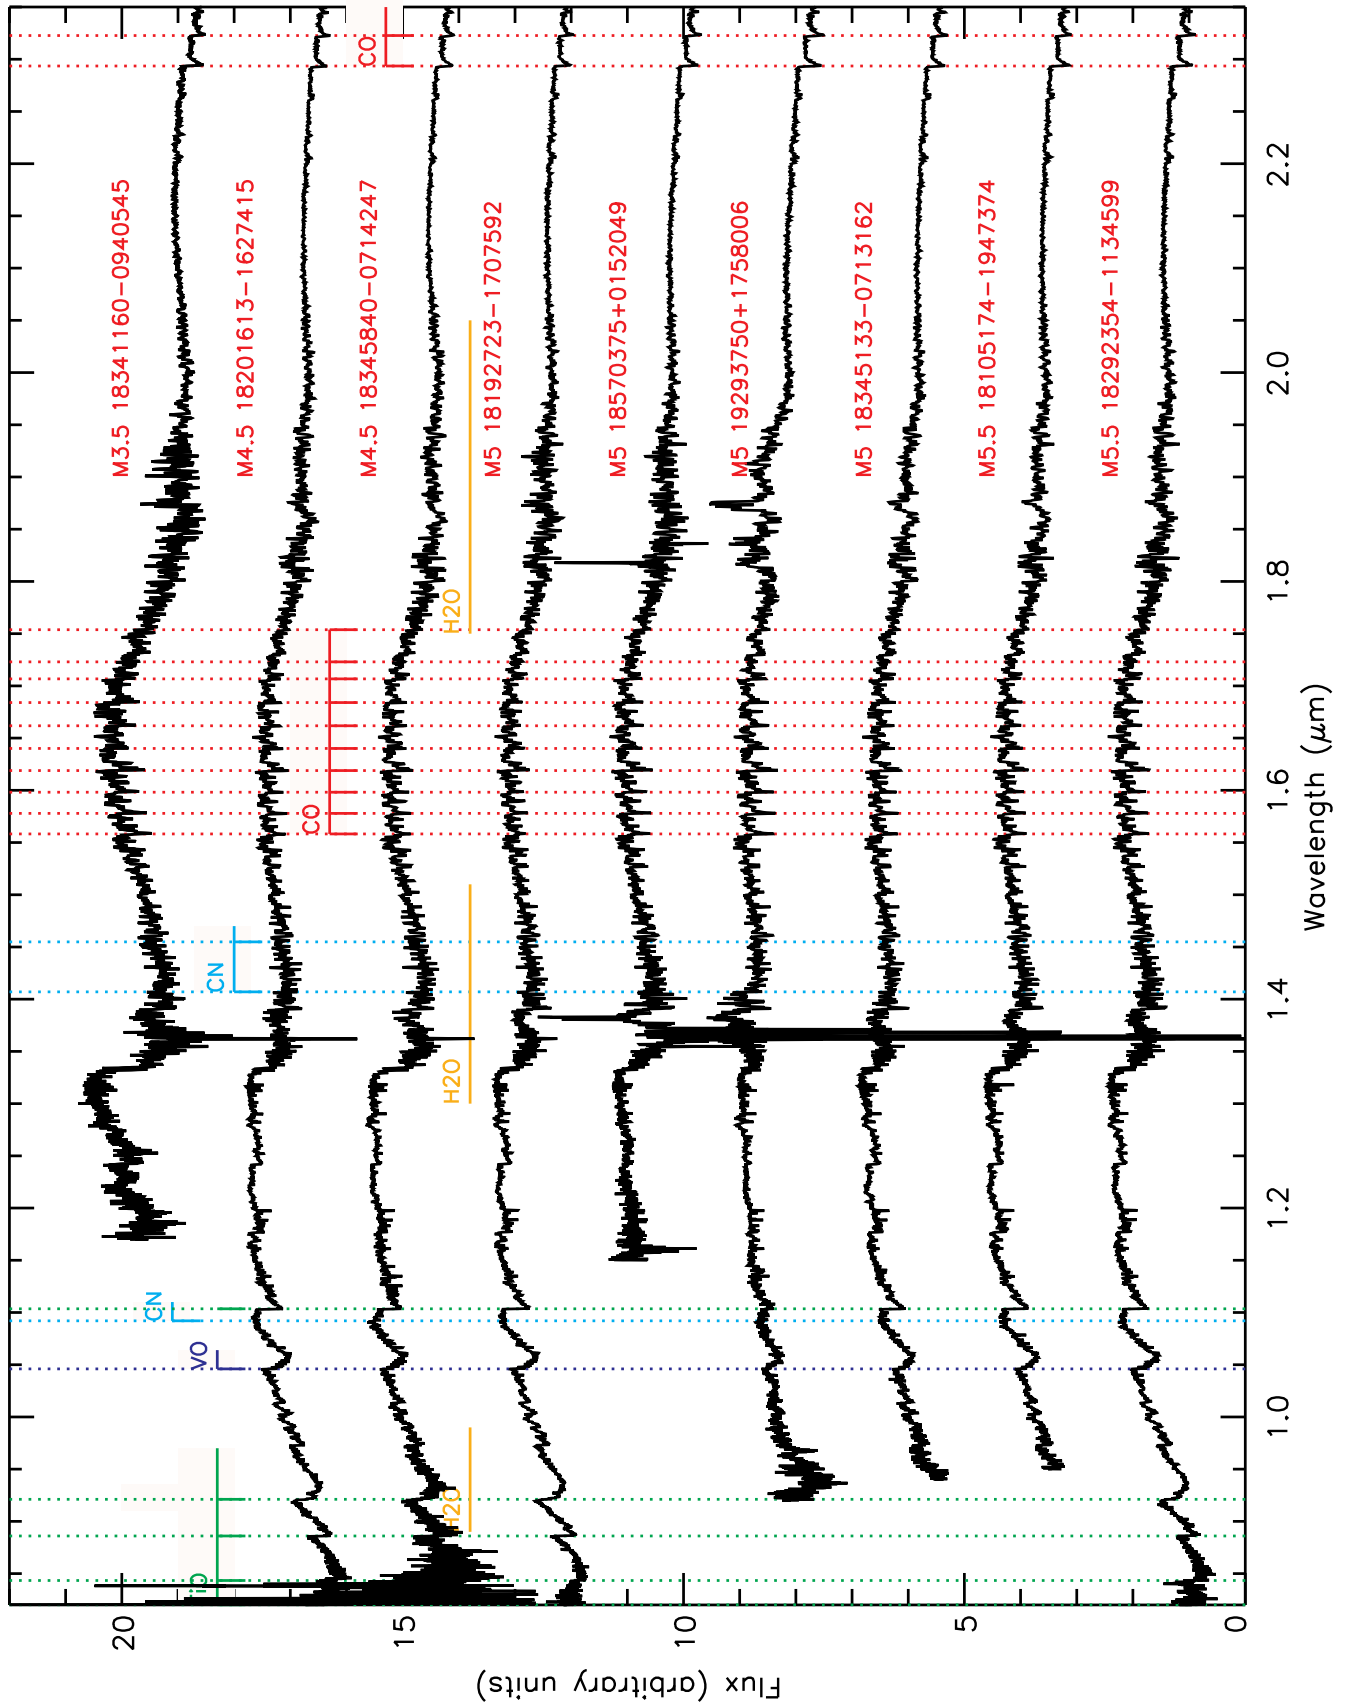 M3.5 18341160-0940545
M4.5 18201613-1627415
M4.5 18345840-0714247
M5 18192723-1707592
M5 18570375+0152049
M5 19293750+1758006
M5 18345133-0713162
M5.5 18105174-1947374
M5.5 18292354-1134599
iO
VO
CN
CN
CO
CO
H2O
H2O
H2O
20
15
10
5
0
Flux (arbitrary units)
1.0
1.2
1.4
1.6
1.8
2.0
2.2
Wavelength (μm)